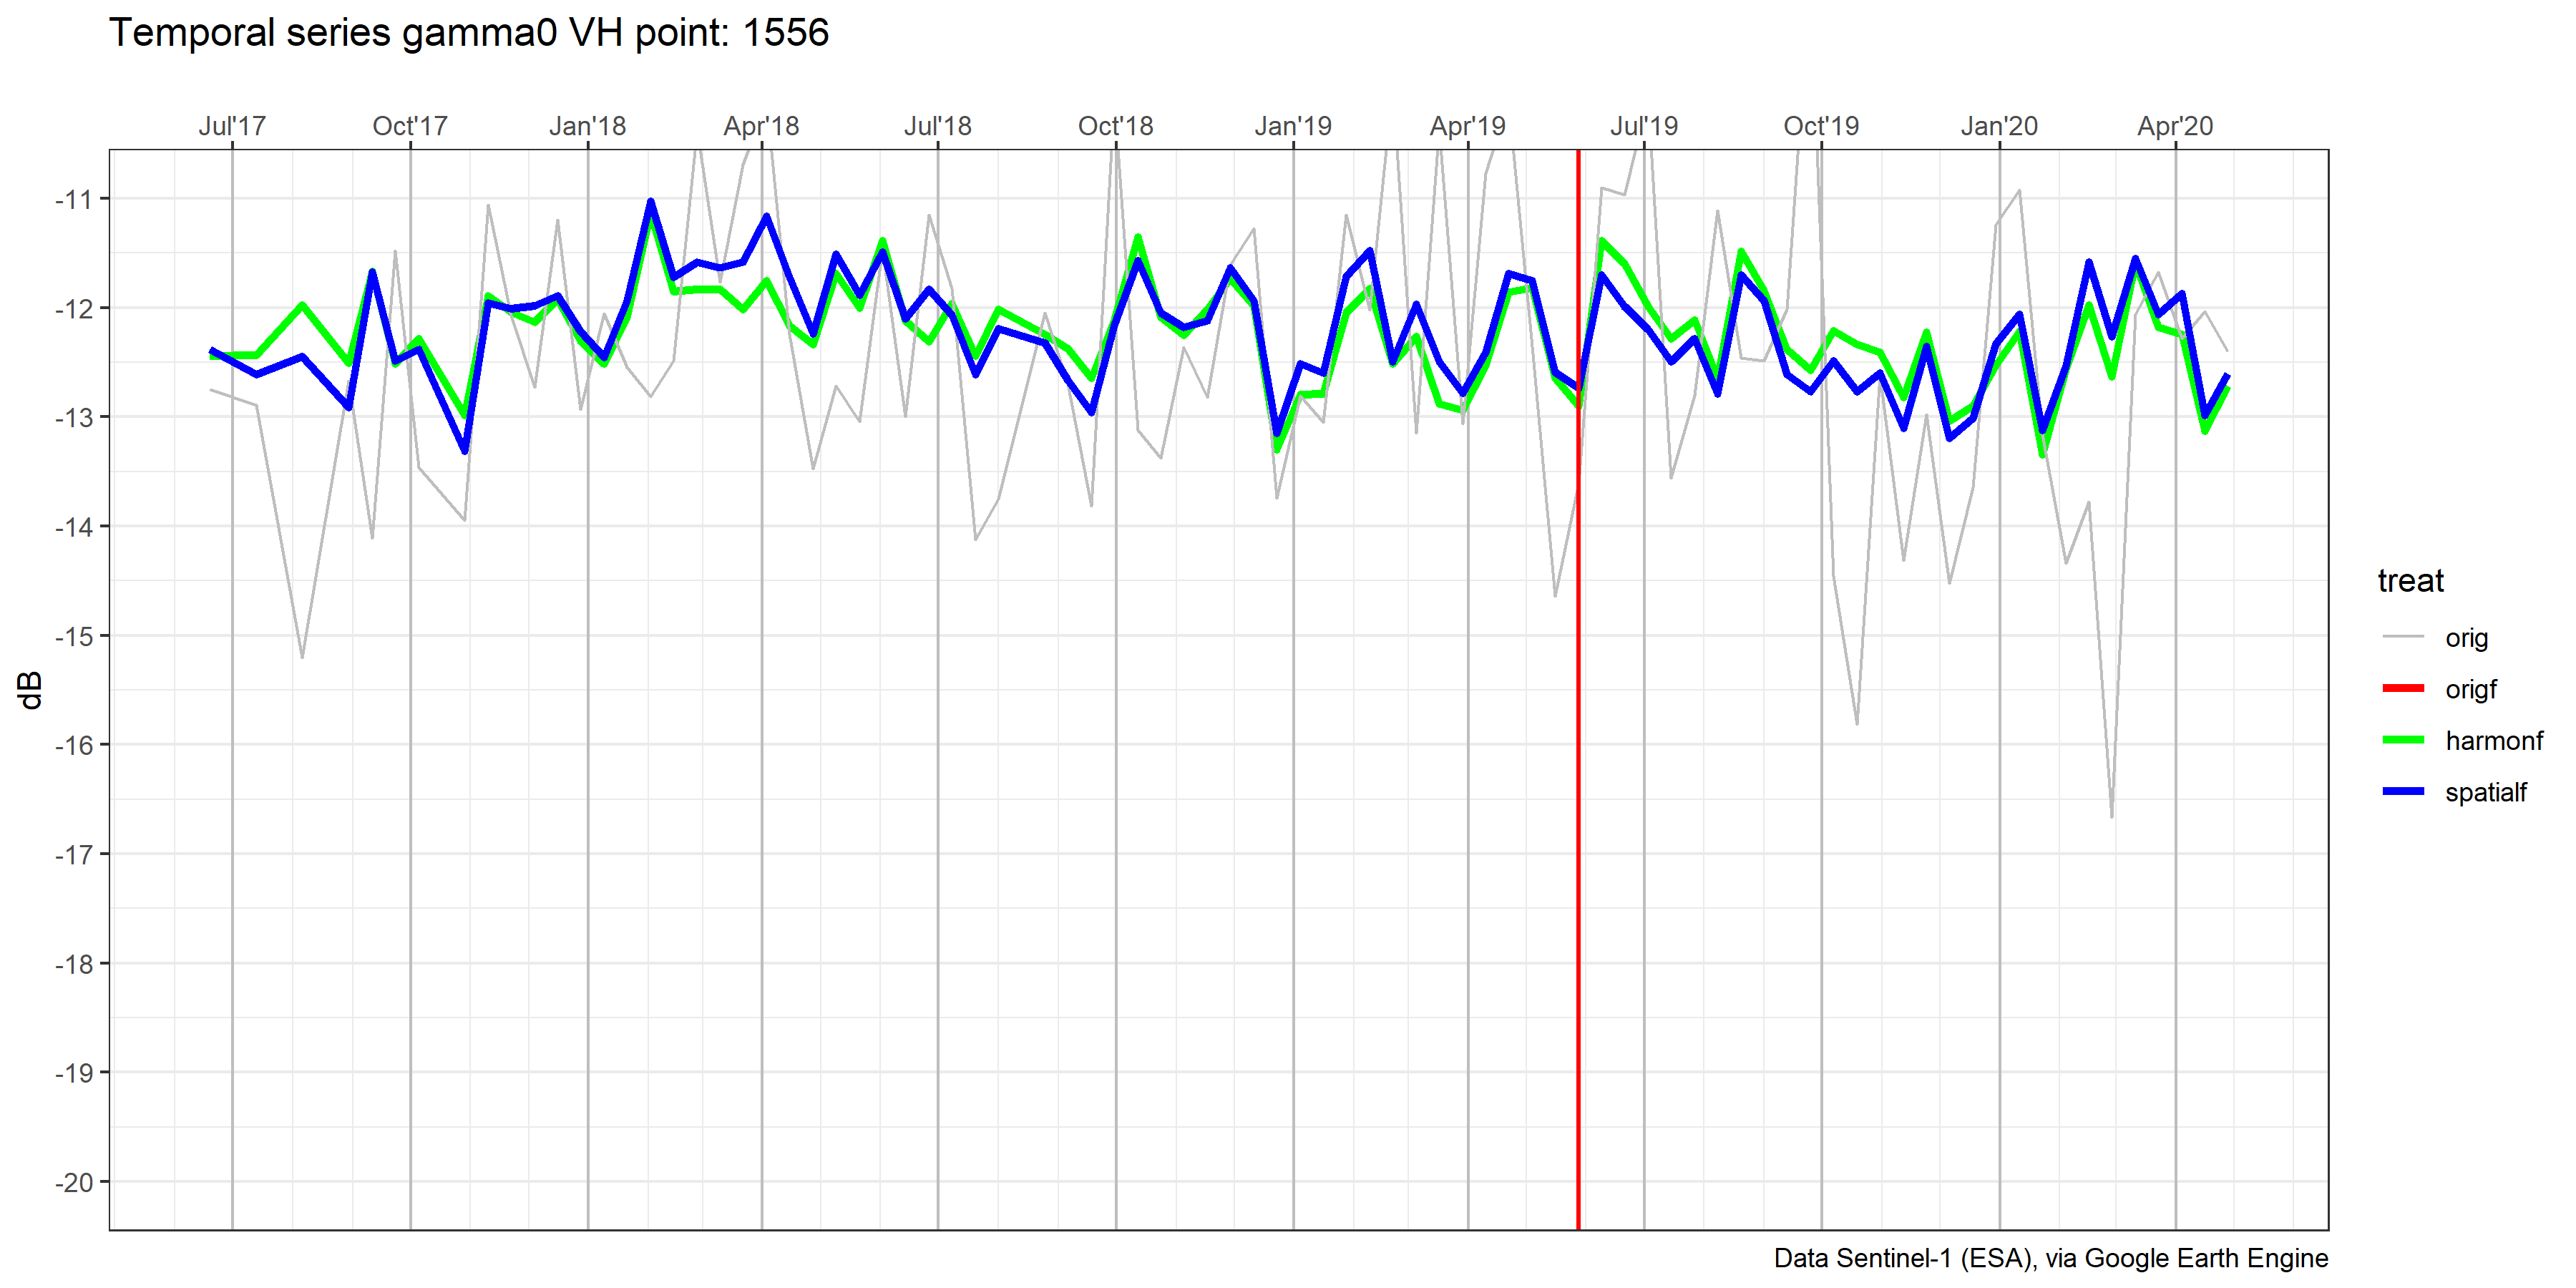 Temporal series gamma0 VH point: 1556
Jul'17 Oct'17 Jan'18 Apr'18 Jul'18 Oct'18 Jan'19 Apr'19 Jul'19 Oct'19 Jan'20 Apr'20
-11
-12
-13
-14
-15
-16
-17
-18
-19
-20
dB
treat
orig
origf
harmonf
spatialf
Data Sentinel-1 (ESA), via Google Earth Engine